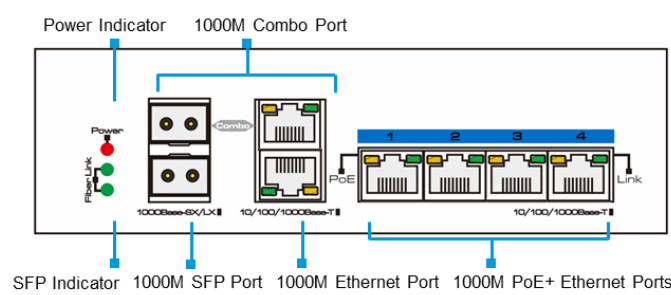 Power Indicator 1000M Combo Port
Power
Fiber Link
Combo
1 2 3 4
PoE
Link
1000Base-SX/LX
10/100/1000Base-T
10/100/1000Base-T
SFP Indicator 1000M SFP Port 1000M Ethernet Port 1000M PoE+ Ethernet Ports